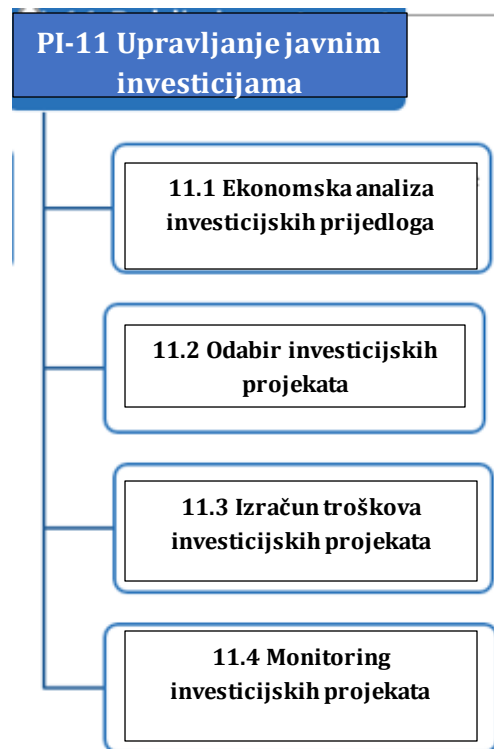 PI-11 Upravljanje javnim
investicijama
11.1 Ekonomska analiza
investicijskih prijedloga
11.2 Odabir investicijskih
projekata
11.3 Izračun troškova
investicijskih projekata
11.4 Monitoring
investicijskih projekata